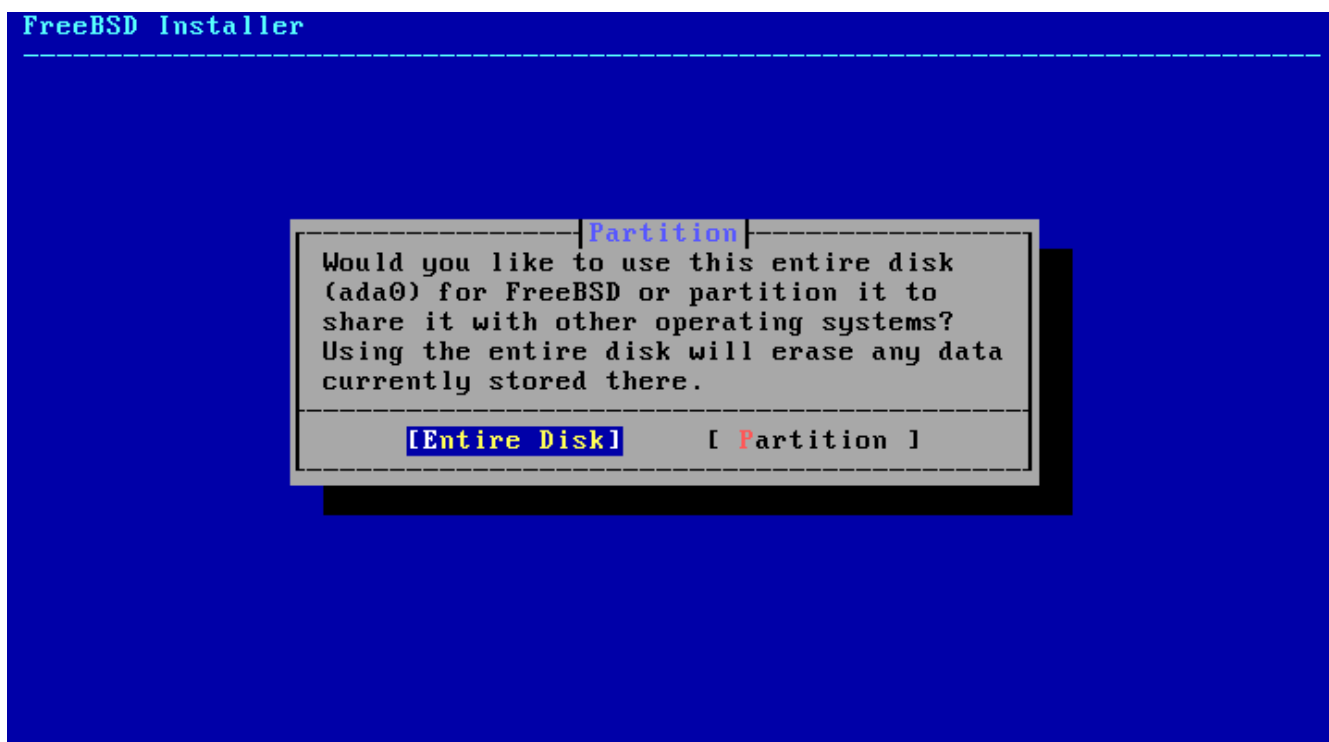 FreeBSD Installer
Partition
Would you like to use this entire disk
(ada0) for FreeBSD or partition it to
share it with other operating systems?
Using the entire disk will erase any data
currently stored there.
[Entire Disk] [ Partition ]